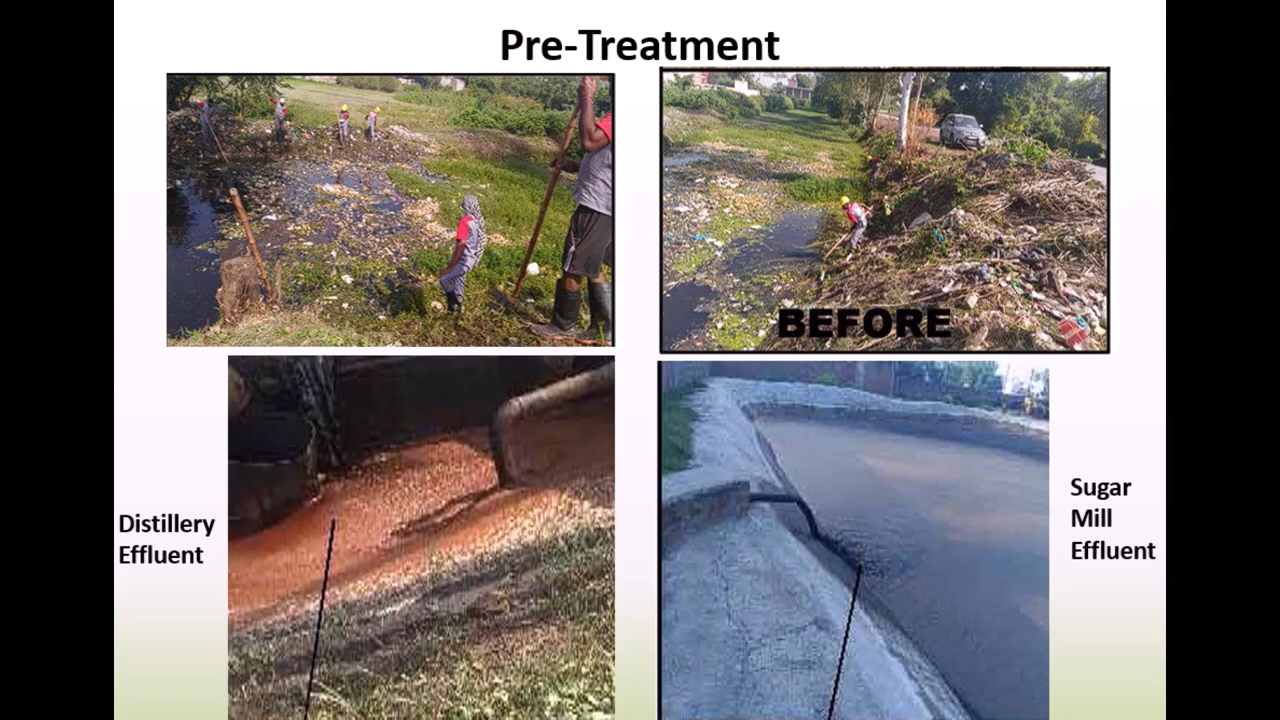 Pre-Treatment
BEFORE
Distillery
Effluent
Sugar
Mill
Effluent